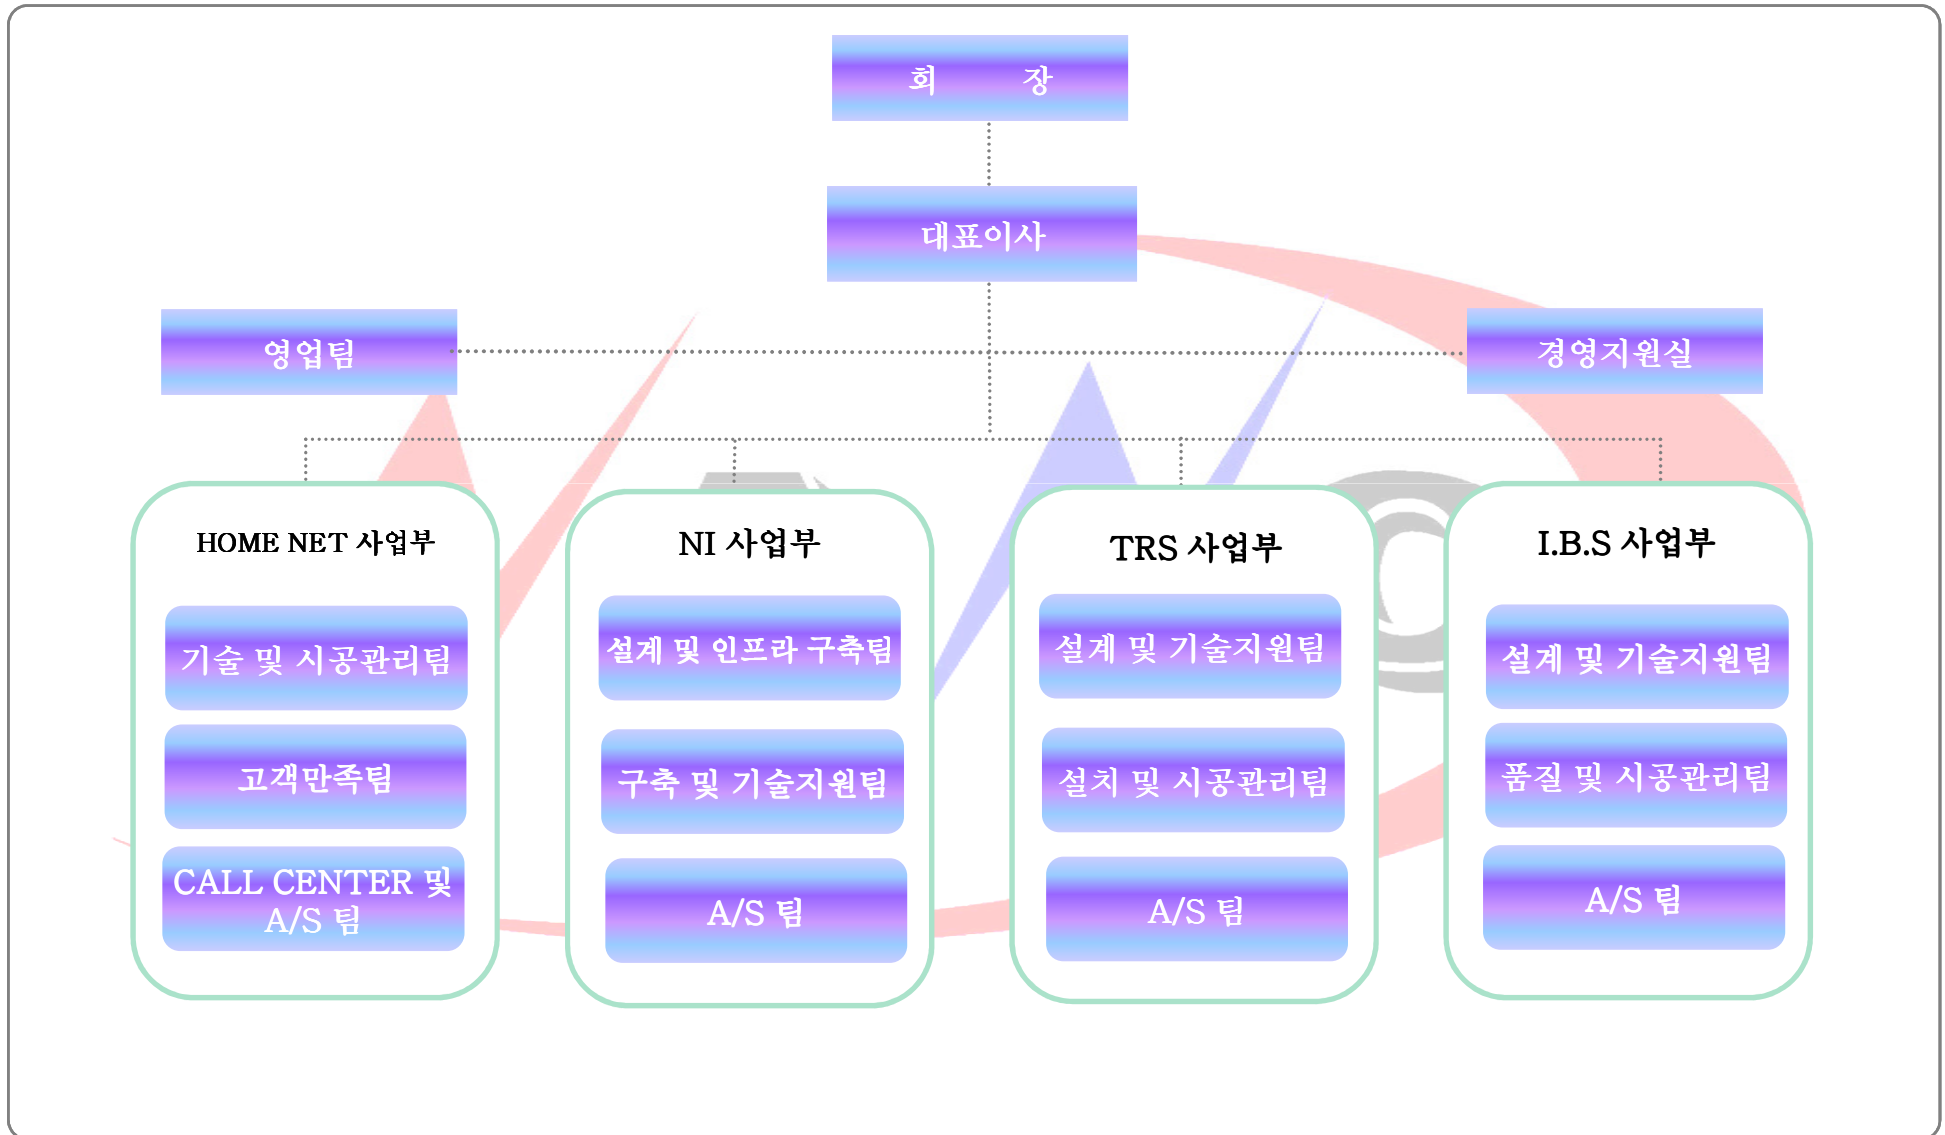 회 장
대표이사
영업팀
경영지원실
HOME NET 사업부
기술 및 시공관리팀
고객만족팀
CALL CENTER 및
A/S 팀
NI 사업부
설계 및 인프라 구축팀
구축 및 기술지원팀
A/S 팀
TRS 사업부
설계 및 기술지원팀
설치 및 시공관리팀
A/S 팀
I.B.S 사업부
설계 및 기술지원팀
품질 및 시공관리팀
A/S 팀